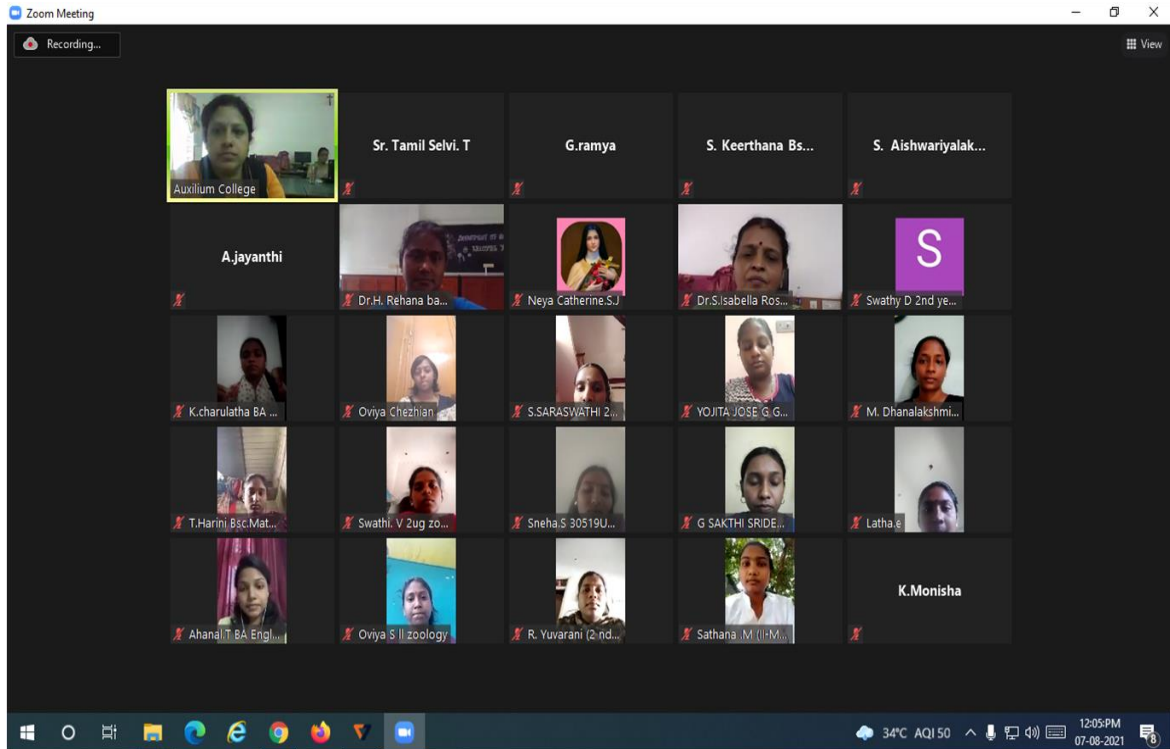 Zoom Meeting
Recording...
View
Auxilium College
Sr. Tamil Selvi. T
G.ramya
S. Keerthana Bs...
S. Aishwariyalak...
A.jayanthi
Dr.H. Rehana ba...
Neya Catherine.S.J
Dr.S.Isabella Ros...
S
Swathy D 2nd ye...
K.charulatha BA ...
Oviya Chezhian
S.SARASWATHI 2...
YOJITA JOSE G G...
M. Dhanalakshmi...
T.Harini Bsc.Mat...
Swathi. V 2ug zo...
Sneha.S 30519U...
G SAKTHI SRIDE...
Latha.e
Ahanal.T BA Engl...
Oviya S II zoology
R. Yuvarani (2 nd...
Sathana .M (II-M...
K.Monisha
34°C AQI 50
12:05 PM
07-08-2021
8